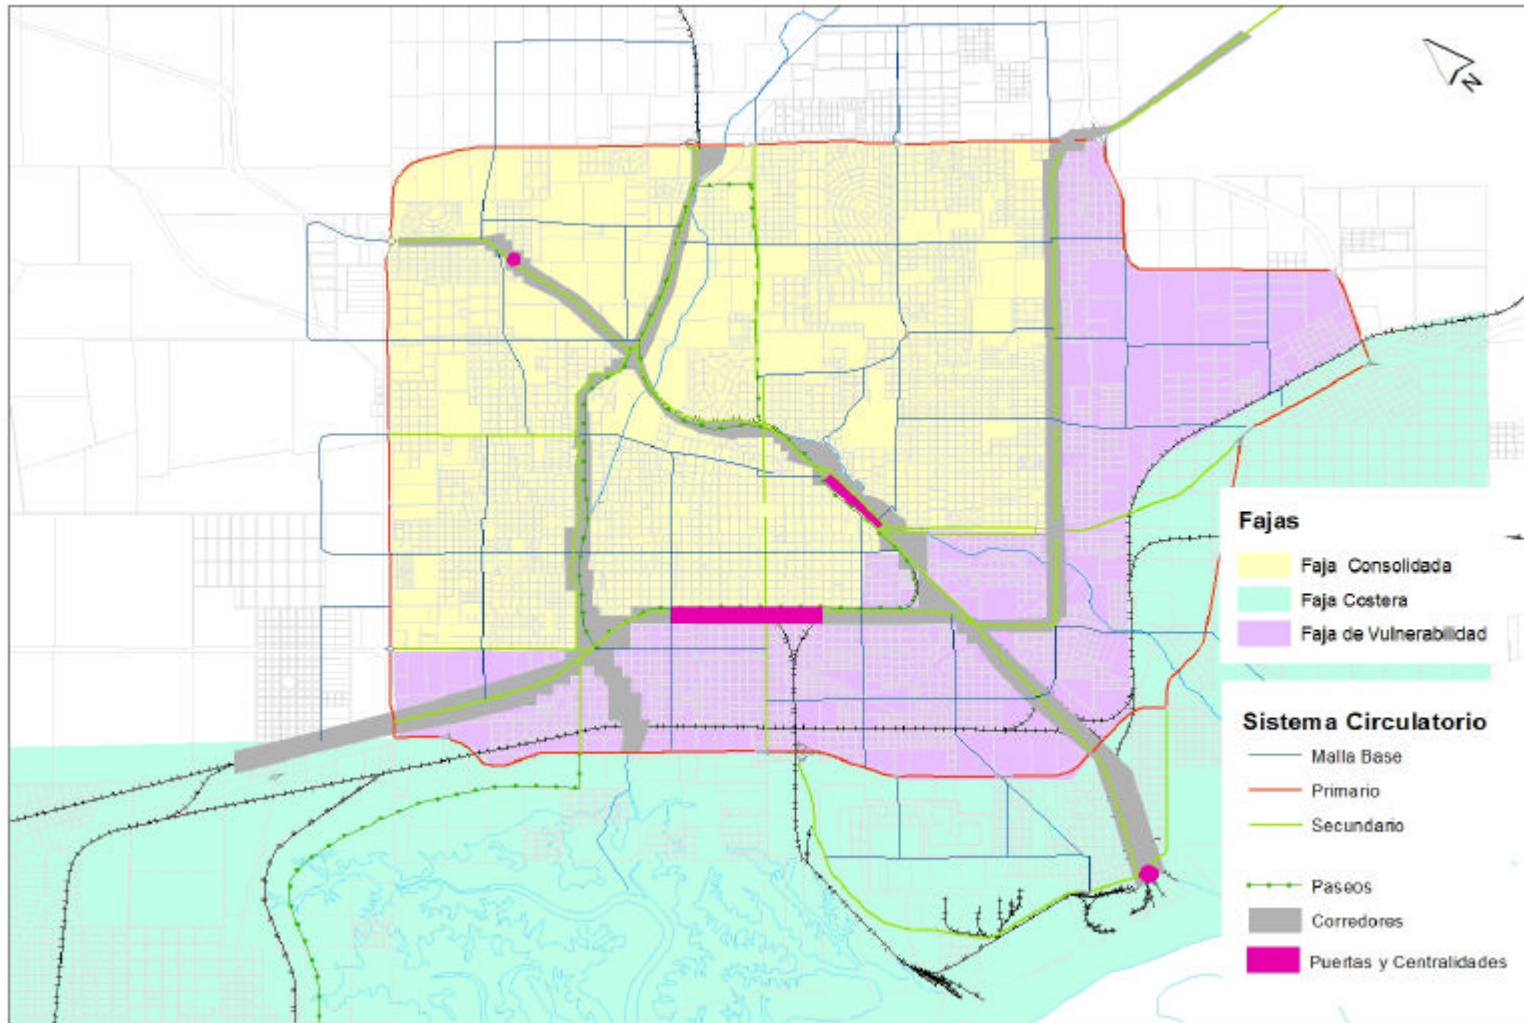 N
Fajas
Faja Consolidada
Faja Costera
Faja de Vulnerabilidad
Sistema Circulatorio
Malla Base
Primario
Secundario
Paseos
Corredores
Puertas y Centralidades